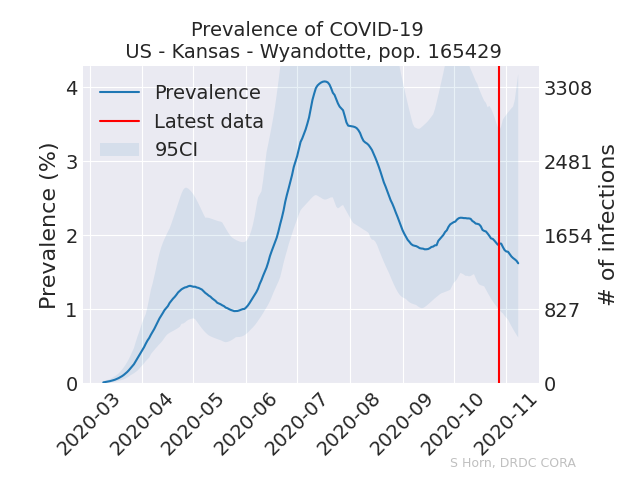 Prevalence of COVID-19
US - Kansas - Wyandotte, pop. 165429
Prevalence (%)
4
3
2
1
0
Prevalence
Latest data
95CI
3308
2481
1654
827
0
# of infections
2020-03
2020-04
2020-05
2020-06
2020-07
2020-08
2020-09
2020-10
2020-11
S Horn, DRDC CORA